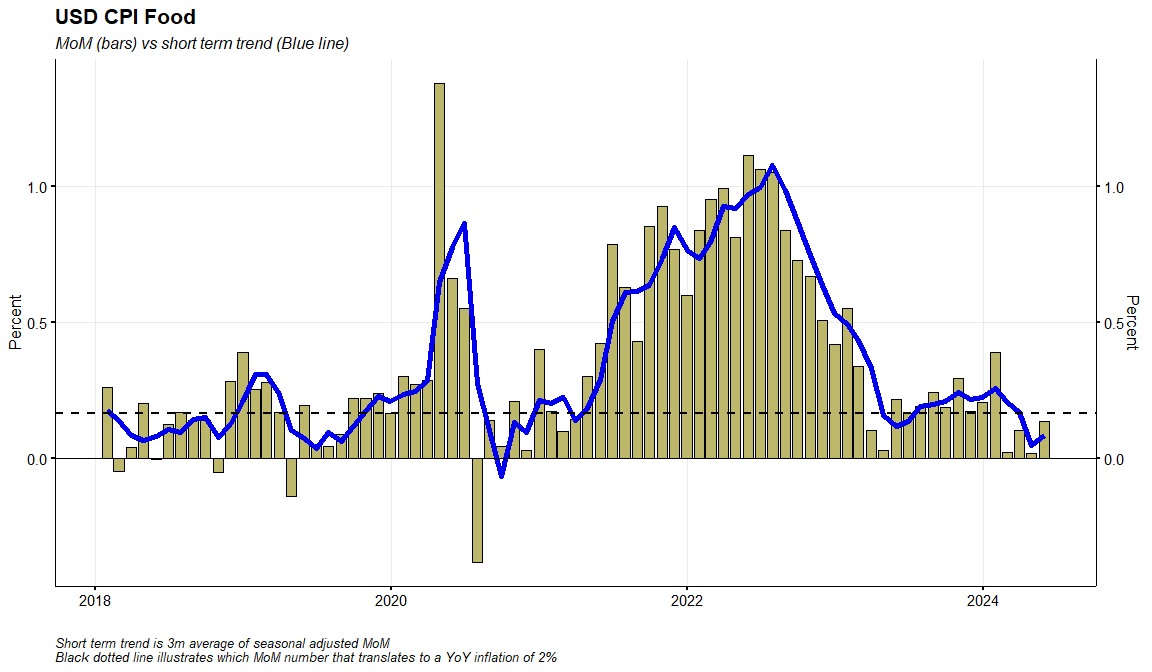 USD CPI Food
MoM (bars) vs short term trend (Blue line)
Percent
1.0
0.5
0.0
1.0
0.5
0.0
Percent
2018 2020 2022 2024
Short term trend is 3m average of seasonal adjusted MoM
Black dotted line illustrates which MoM number that translates to a YoY inflation of 2%